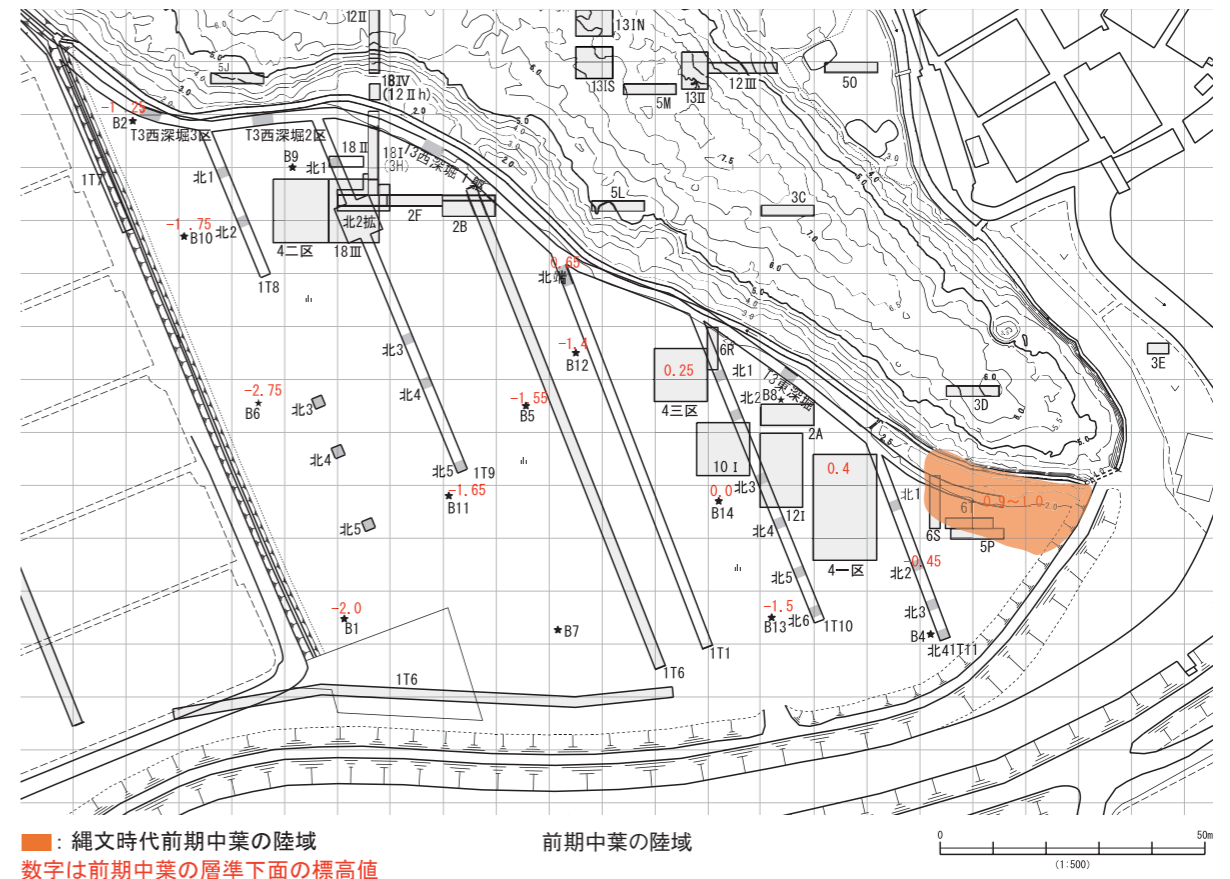 12Ⅱ
13IN
5J
18Ⅳ
(12Ⅱh)
13IS
5M
13Ⅱ
12Ⅲ
5O
-1.25
B2
T3西深堀3区
T3西深堀2区
T3西深堀1区
1T7
北1
B9
北1
18Ⅱ
18I
(3H)
5L
3C
-1.75
B10
北2
4二区
北2拡
18Ⅲ
2F
2B
1T8
0.65
北端
3E
北3
-1.4
B12
6R
0.25
北1
T3東深堀
4三区
B8
北2
2A
6.0
3D
-2.75
B6
北3
北4
-1.55
B5
北4
北5
1T9
-1.65
B11
10 I
北3
0.0
B14
12I
北4
0.4
北1
0.9~1.0
6T
6S
5P
北5
北5
4一区
-0.45
北2
-2.0
B1
B7
-1.5
B13
北6
1T10
北3
B4
北4
1T11
1T6
1T1
1T6
:縄文時代前期中葉の陸域
数字は前期中葉の層準下面の標高値
前期中葉の陸域
0
50m
(1:500)